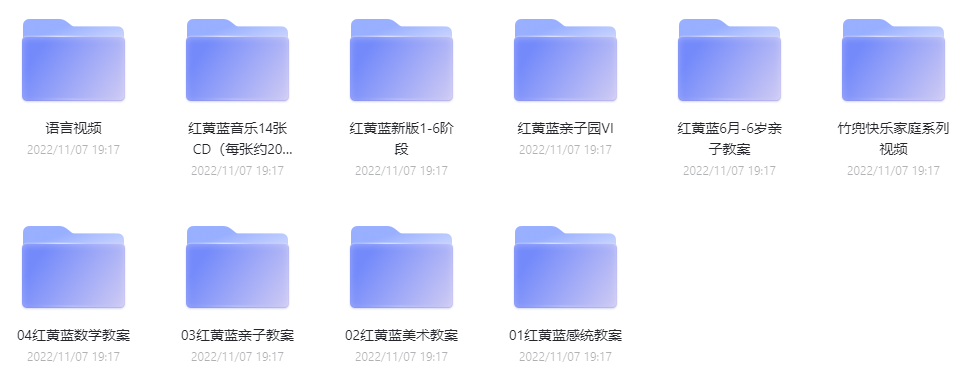 语言视频
红黄蓝音乐14张
CD（每张约20...
红黄蓝新版1-6阶
段
红黄蓝亲子园VI
红黄蓝6月-6岁亲
子教案
竹兜快乐家庭系列
视频
2022/11/07 19:17
2022/11/07 19:17
2022/11/07 19:17
2022/11/07 19:17
2022/11/07 19:17
2022/11/07 19:17
04红黄蓝数学教案
03红黄蓝亲子教案
02红黄蓝美术教案
01红黄蓝感统教案
2022/11/07 19:17
2022/11/07 19:17
2022/11/07 19:17
2022/11/07 19:17